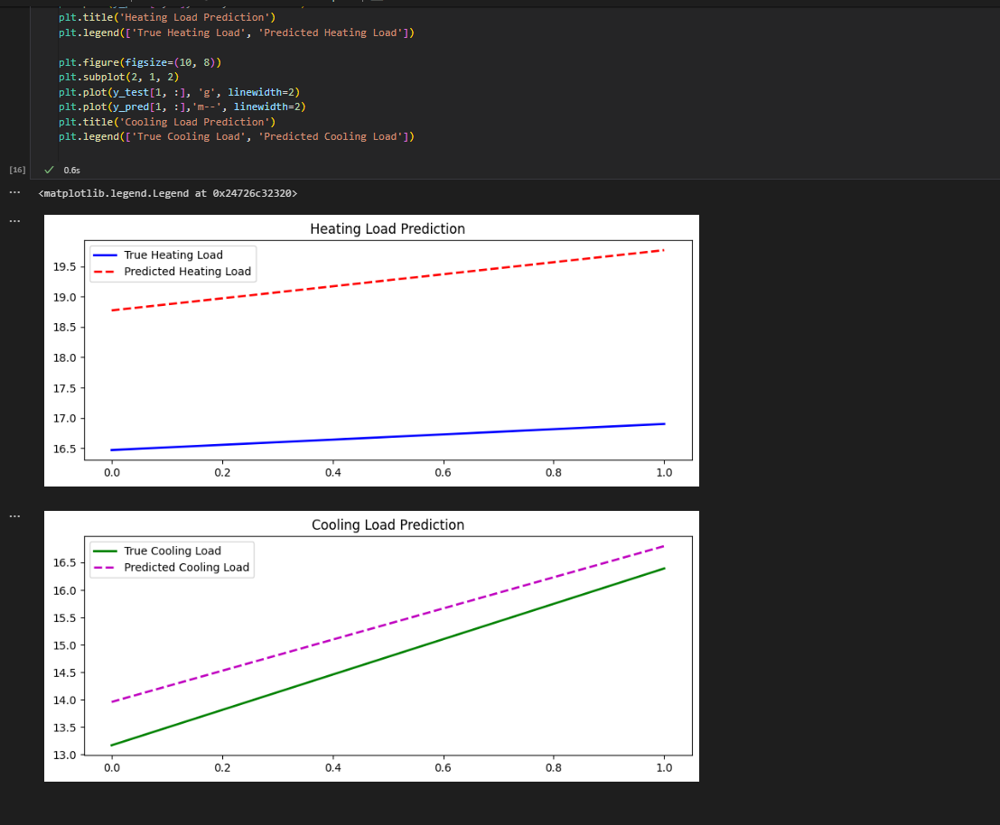 plt.title('Heating Load Prediction')
plt.legend(['True Heating Load', 'Predicted Heating Load'])
plt.figure(figsize=(10, 8))
plt.subplot(2, 1, 2)
plt.plot(y_test[1, :], 'g', linewidth=2)
plt.plot(y_pred[1, :],'m--', linewidth=2)
plt.title('Cooling Load Prediction')
plt.legend(['True Cooling Load', 'Predicted Cooling Load'])
[16]
0.6s
...
<matplotlib.legend.Legend at 0x24726c32320>
...
Heating Load Prediction
True Heating Load
Predicted Heating Load
19.5
19.0
18.5
18.0
17.5
17.0
16.5
0.0 0.2 0.4 0.6 0.8 1.0
...
Cooling Load Prediction
True Cooling Load
Predicted Cooling Load
16.5
16.0
15.5
15.0
14.5
14.0
13.5
13.0
0.0 0.2 0.4 0.6 0.8 1.0